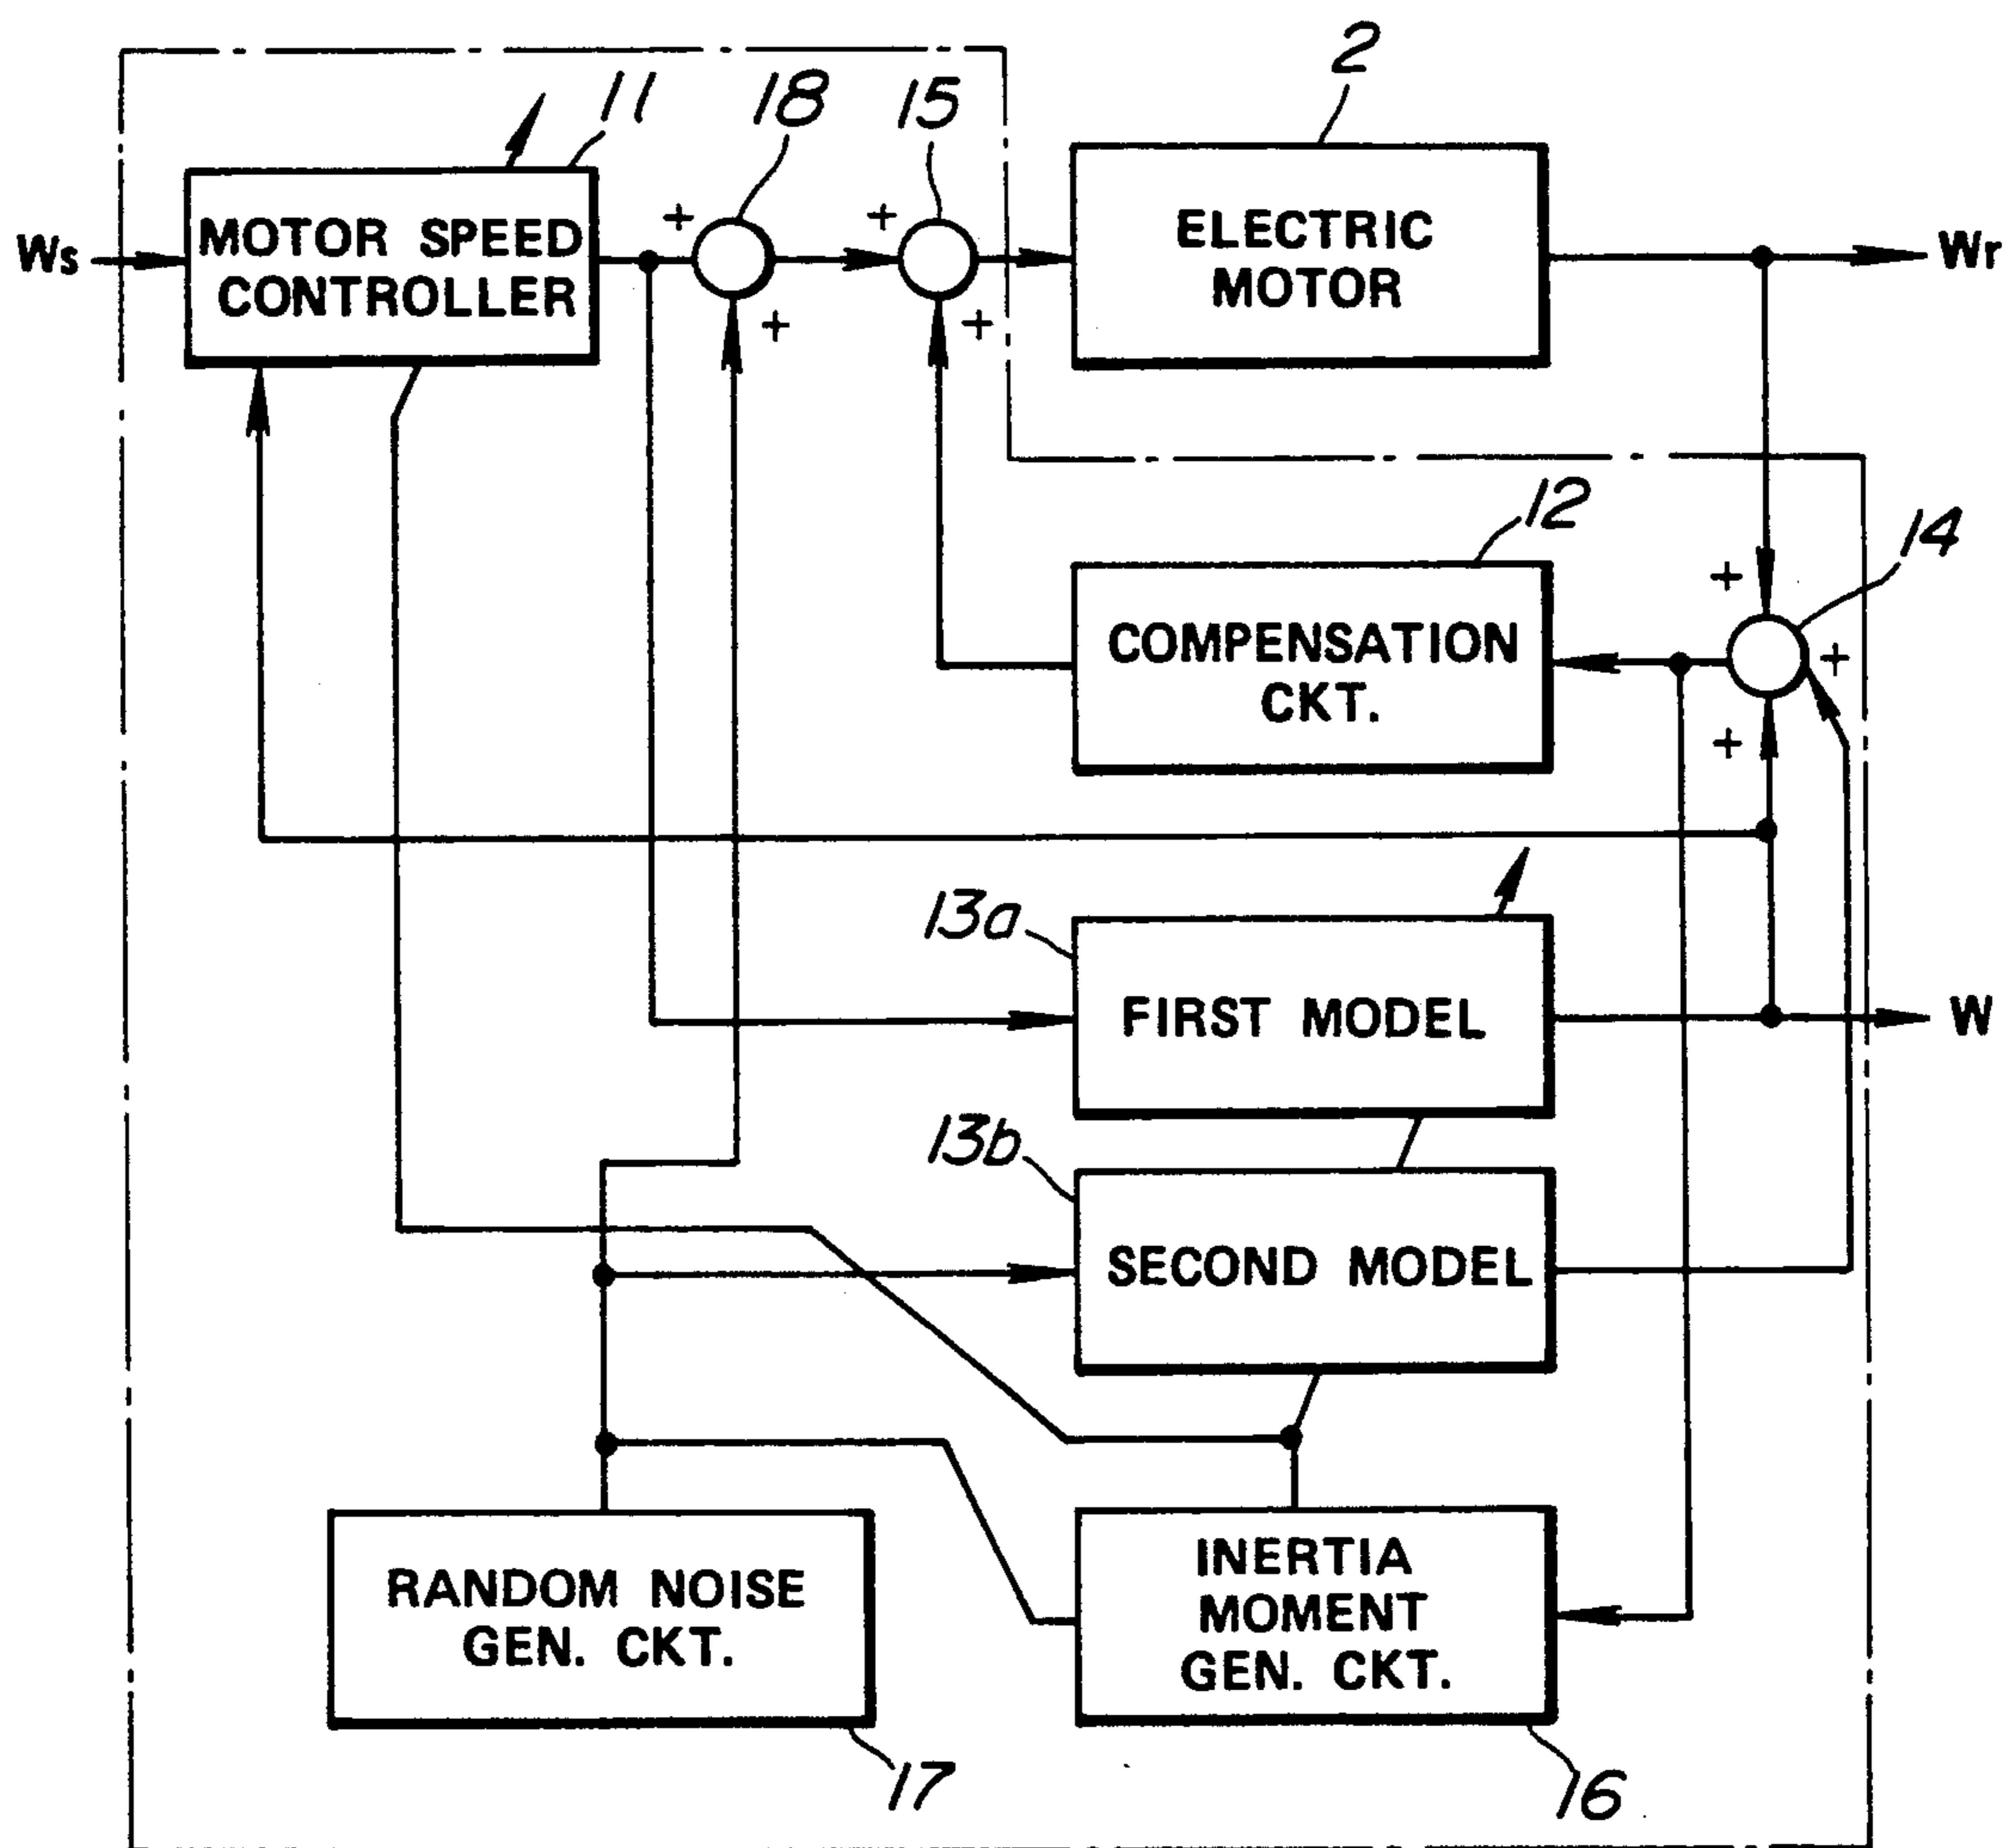 2
11
18
15
Ws
MOTOR SPEED
CONTROLLER
+
+
+
+
ELECTRIC
MOTOR
Wr
12
14
COMPENSATION
CKT.
+
+
+
13a
FIRST MODEL
W
13b
SECOND MODEL
RANDOM NOISE
GEN. CKT.
INERTIA
MOMENT
GEN. CKT.
17
16